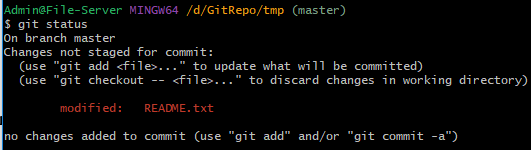 Admin@File-Server MINGW64 /d/GitRepo/tmp (master)
$ git status
On branch master
Changes not staged for commit:
  (use "git add <file>..." to update what will be committed)
  (use "git checkout -- <file>..." to discard changes in working directory)

        modified:   README.txt

no changes added to commit (use "git add" and/or "git commit -a")